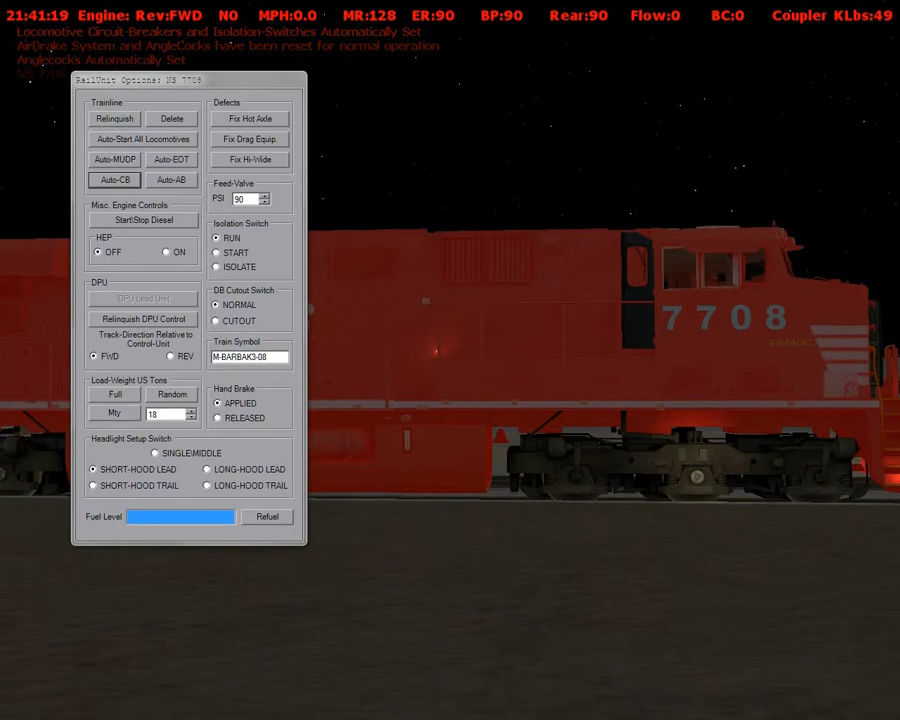 21:41:19 Engine: Rev:FWD N0 MPH:0.0 MR:128 ER:90 BP:90 Rear:90 Flow:0 BC:0 Coupler KLbs:49
Locomotive Circuit-Breakers and Isolation-Switches Automatically Set
AirBrake System and AngleCocks have been reset for normal operation
Anglecocks Automatically Set
NS 7708
RailUnit Options: NS 7708
Trainline
Relinquish
Delete
Auto-Start All Locomotives
Auto-MUDP
Auto-EOT
Auto-CB
Auto-AB
Misc. Engine Controls
Start\Stop Diesel
HEP
OFF
ON
DPU
DPU Lead Unit
Relinquish DPU Control
Track-Direction Relative to
Control-Unit
FWD
REV
Load-Weight US Tons
Full
Random
Mty
18
Defects
Fix Hot Axle
Fix Drag Equip.
Fix Hi-Wide
Feed-Valve
PSI 90
Isolation Switch
RUN
START
ISOLATE
DB Cutout Switch
NORMAL
CUTOUT
Train Symbol
M-BARBAK3-08
Hand Brake
APPLIED
RELEASED
Headlight Setup Switch
SINGLE\MIDDLE
SHORT-HOOD LEAD
LONG-HOOD LEAD
SHORT-HOOD TRAIL
LONG-HOOD TRAIL
Fuel Level
Refuel
7708
ES44DC